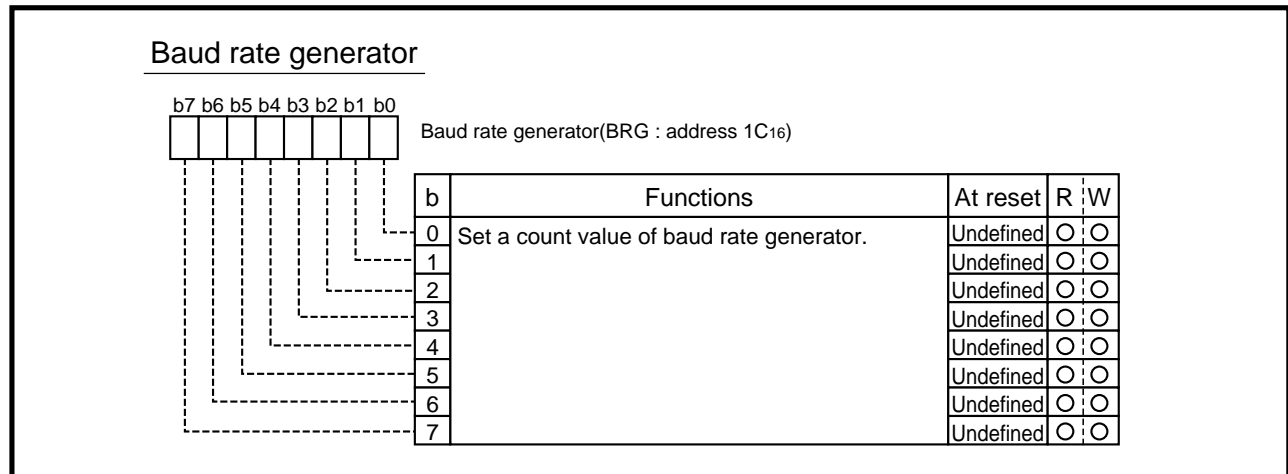 Baud rate generator
b7 b6 b5 b4 b3 b2 b1 b0
Baud rate generator(BRG : address 1C16)
b Functions At reset R W
0 Set a count value of baud rate generator. Undefined O O
1 Undefined O O
2 Undefined O O
3 Undefined O O
4 Undefined O O
5 Undefined O O
6 Undefined O O
7 Undefined O O